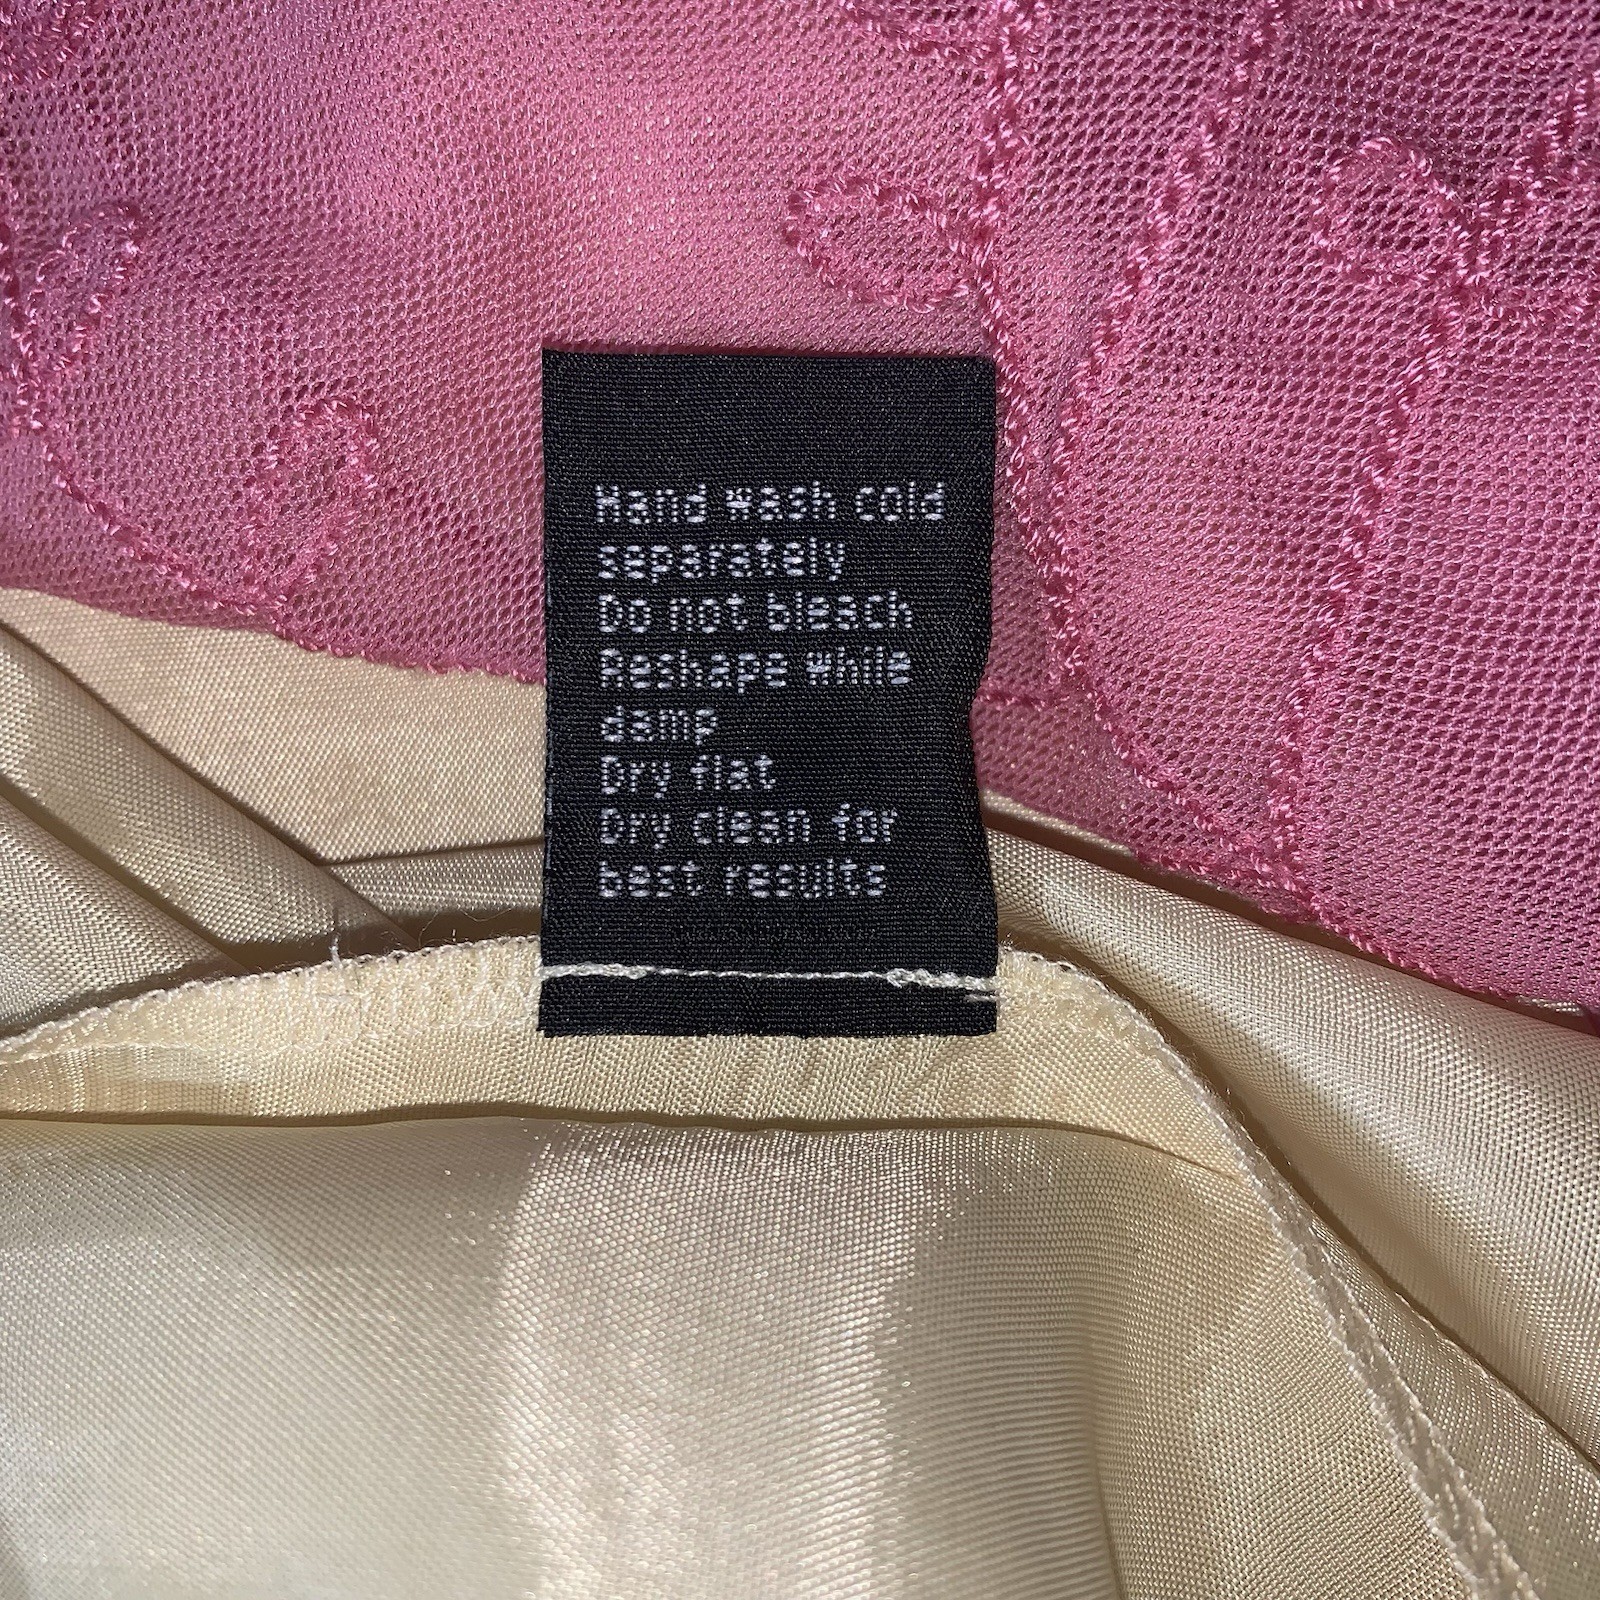 Hand wash cold
separately
Do not bleach
Reshape while
damp
Dry flat
Dry clean for
best results